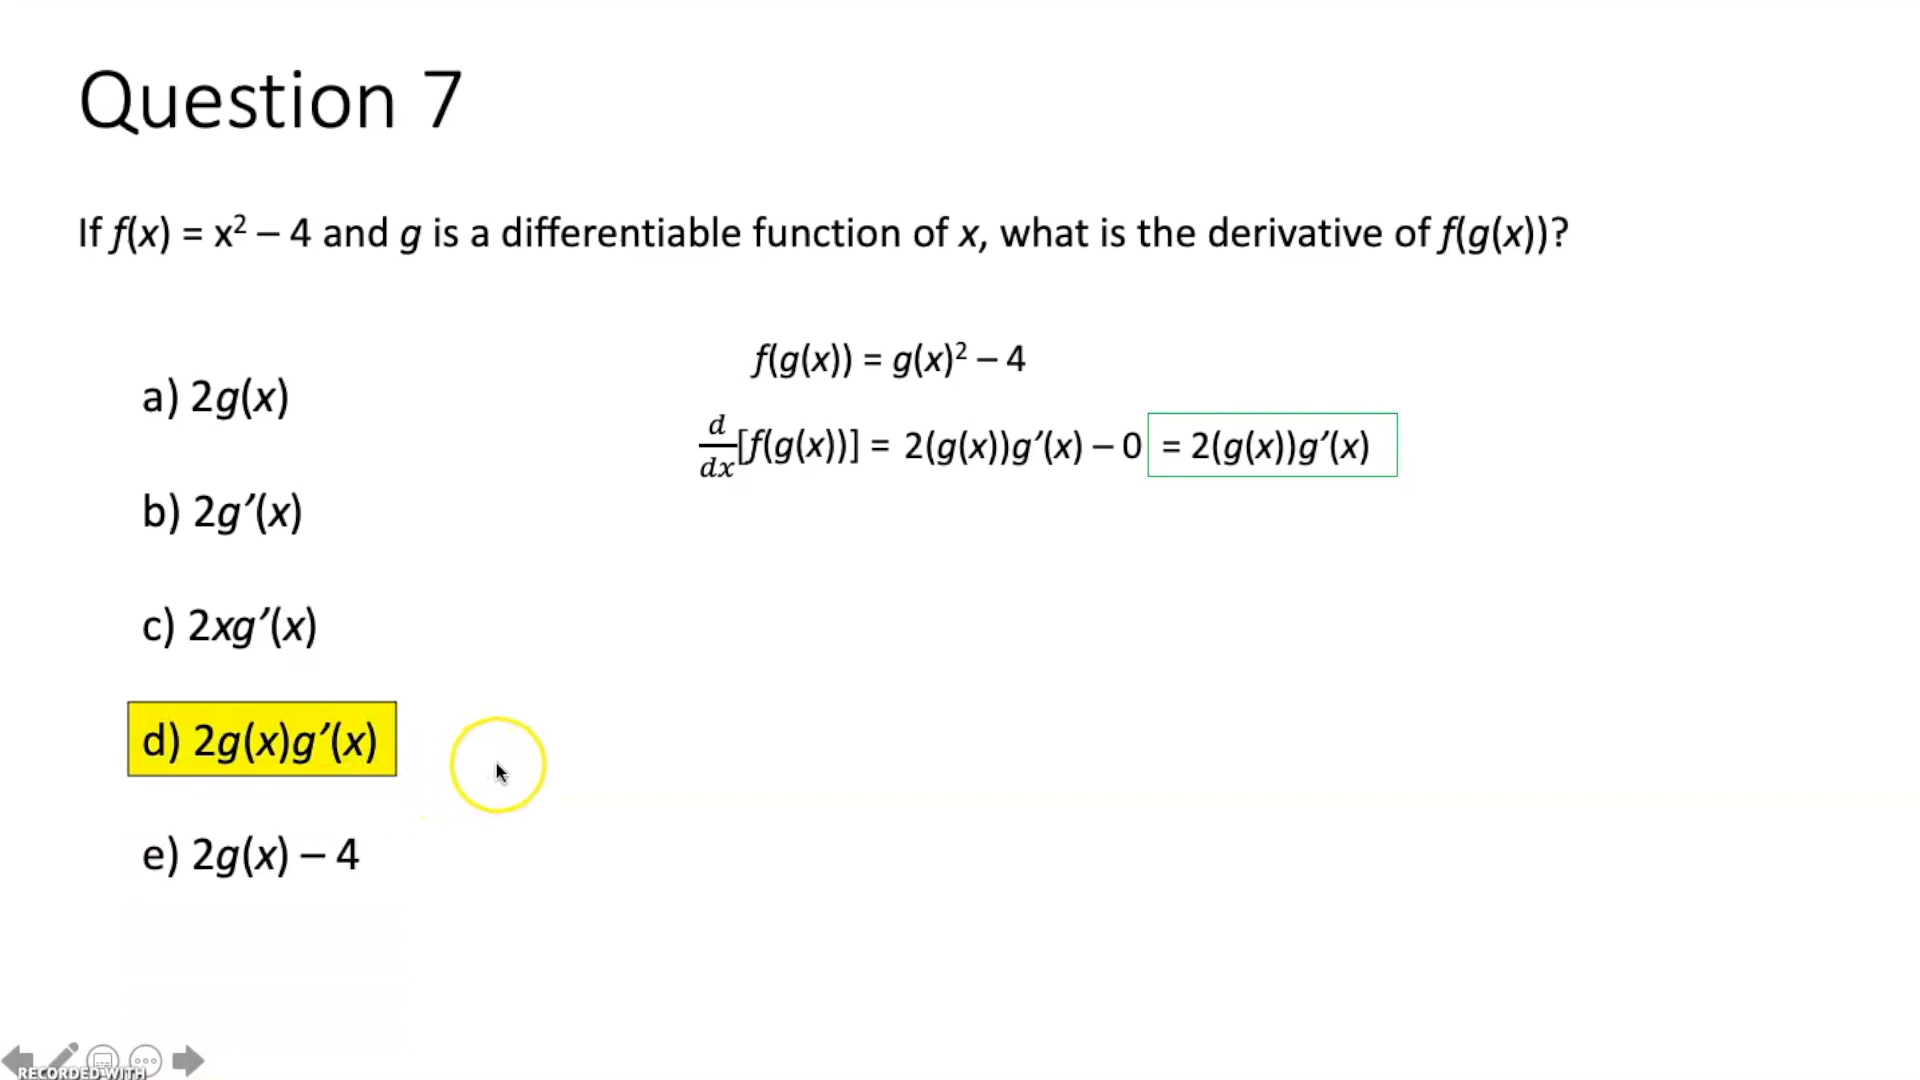 Question 7
If f(x) = x² – 4 and g is a differentiable function of x, what is the derivative of f(g(x))?
f(g(x)) = g(x)² – 4
d/dx[f(g(x))] = 2(g(x))g′(x) – 0 = 2(g(x))g′(x)
a) 2g(x)
b) 2g′(x)
c) 2xg′(x)
d) 2g(x)g′(x)
e) 2g(x) – 4
RECORDED WITH